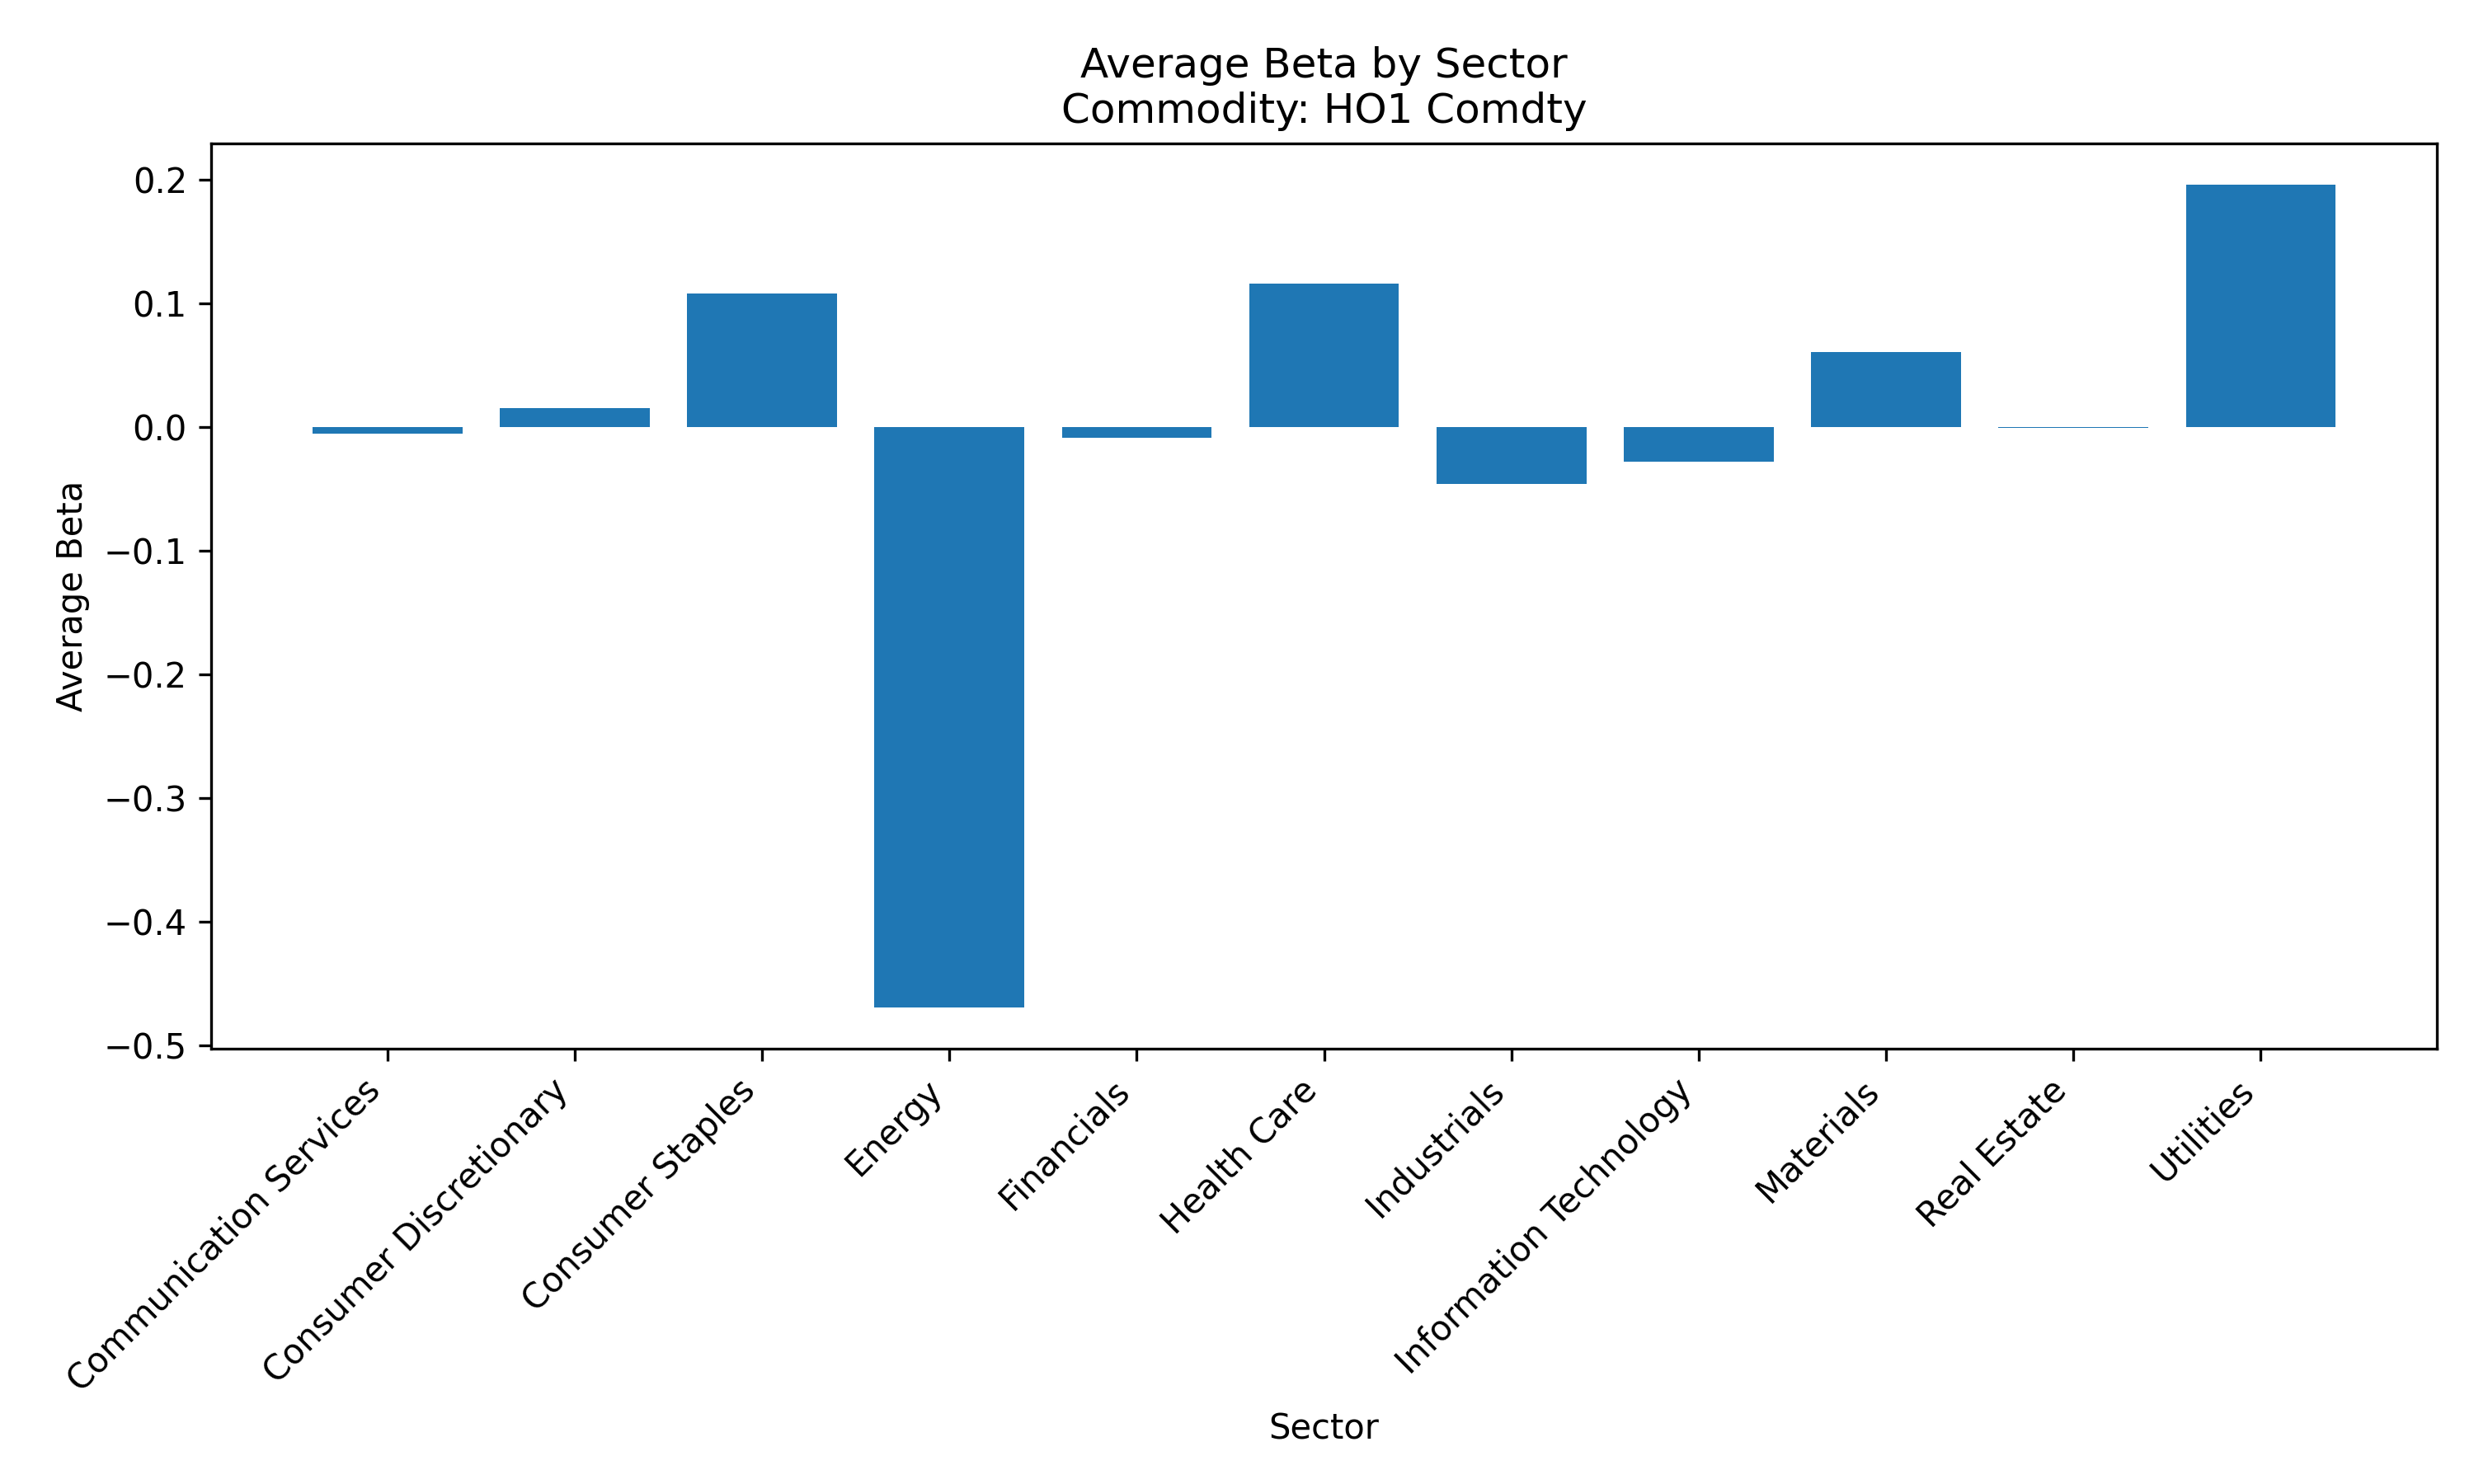 Average Beta by Sector
Commodity: HO1 Comdty
Average Beta
0.2
0.1
0.0
−0.1
−0.2
−0.3
−0.4
−0.5
Communication Services
Consumer Discretionary
Consumer Staples
Energy
Financials
Health Care
Industrials
Information Technology
Materials
Real Estate
Utilities
Sector